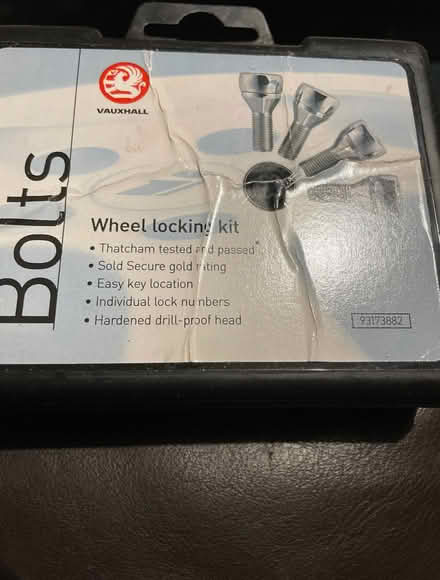 VAUXHALL
Bolts
Wheel locking kit
• Thatcham tested and passed*
• Sold Secure gold rating
• Easy key location
• Individual lock numbers
• Hardened drill-proof head
93173882